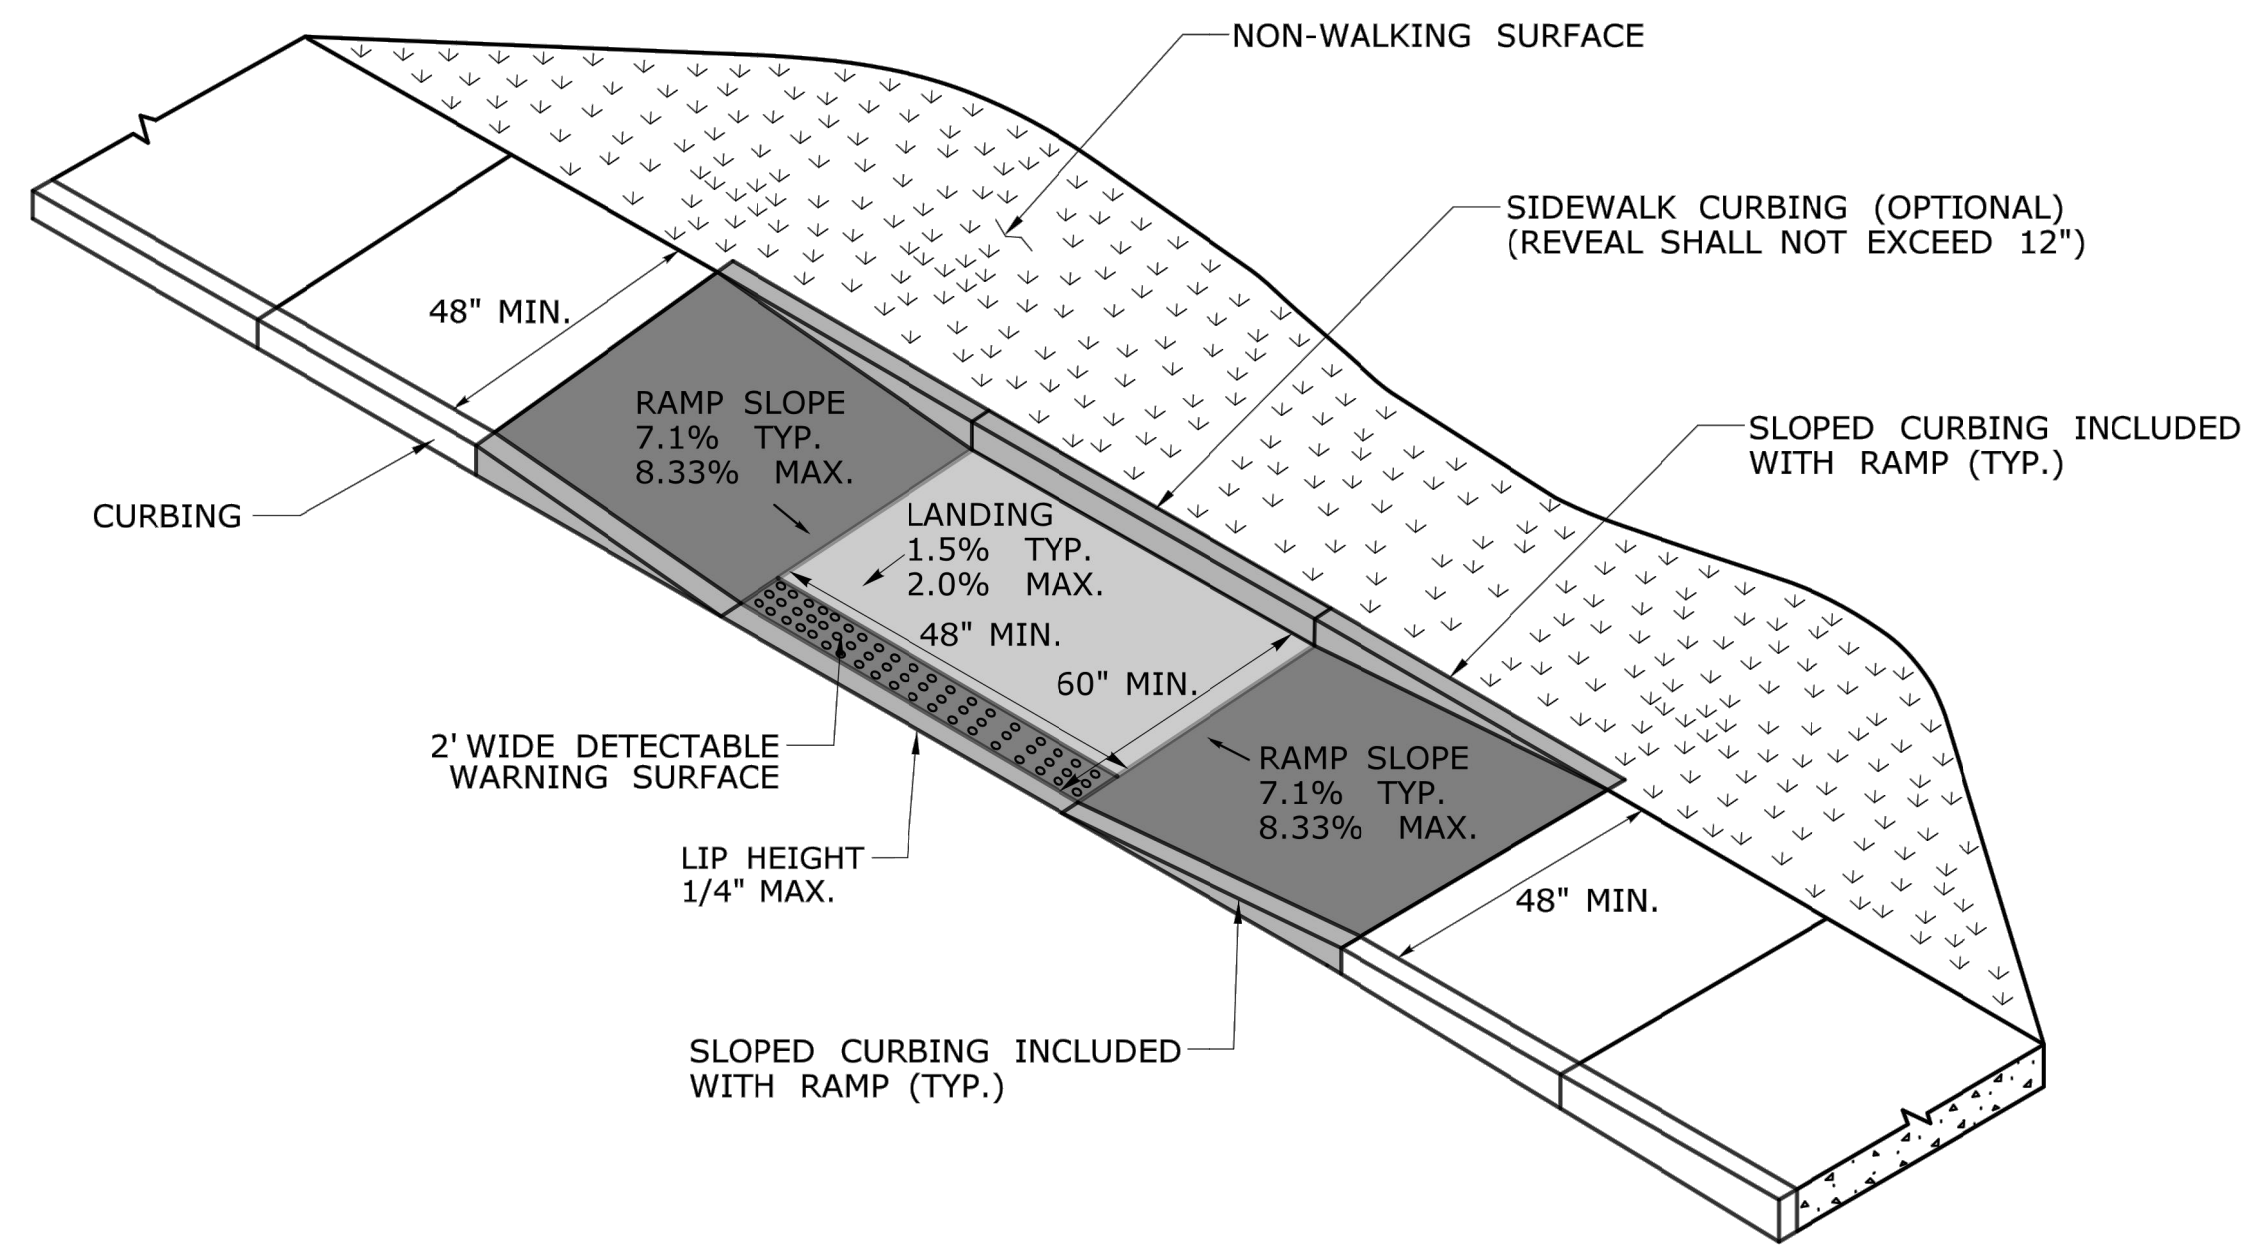 NON-WALKING SURFACE
SIDEWALK CURBING (OPTIONAL)
(REVEAL SHALL NOT EXCEED 12")
48" MIN.
RAMP SLOPE
7.1% TYP.
8.33% MAX.
SLOPED CURBING INCLUDED
WITH RAMP (TYP.)
CURBING
LANDING
1.5% TYP.
2.0% MAX.
48" MIN.
60" MIN.
2' WIDE DETECTABLE
WARNING SURFACE
RAMP SLOPE
7.1% TYP.
8.33% MAX.
LIP HEIGHT
1/4" MAX.
48" MIN.
SLOPED CURBING INCLUDED
WITH RAMP (TYP.)